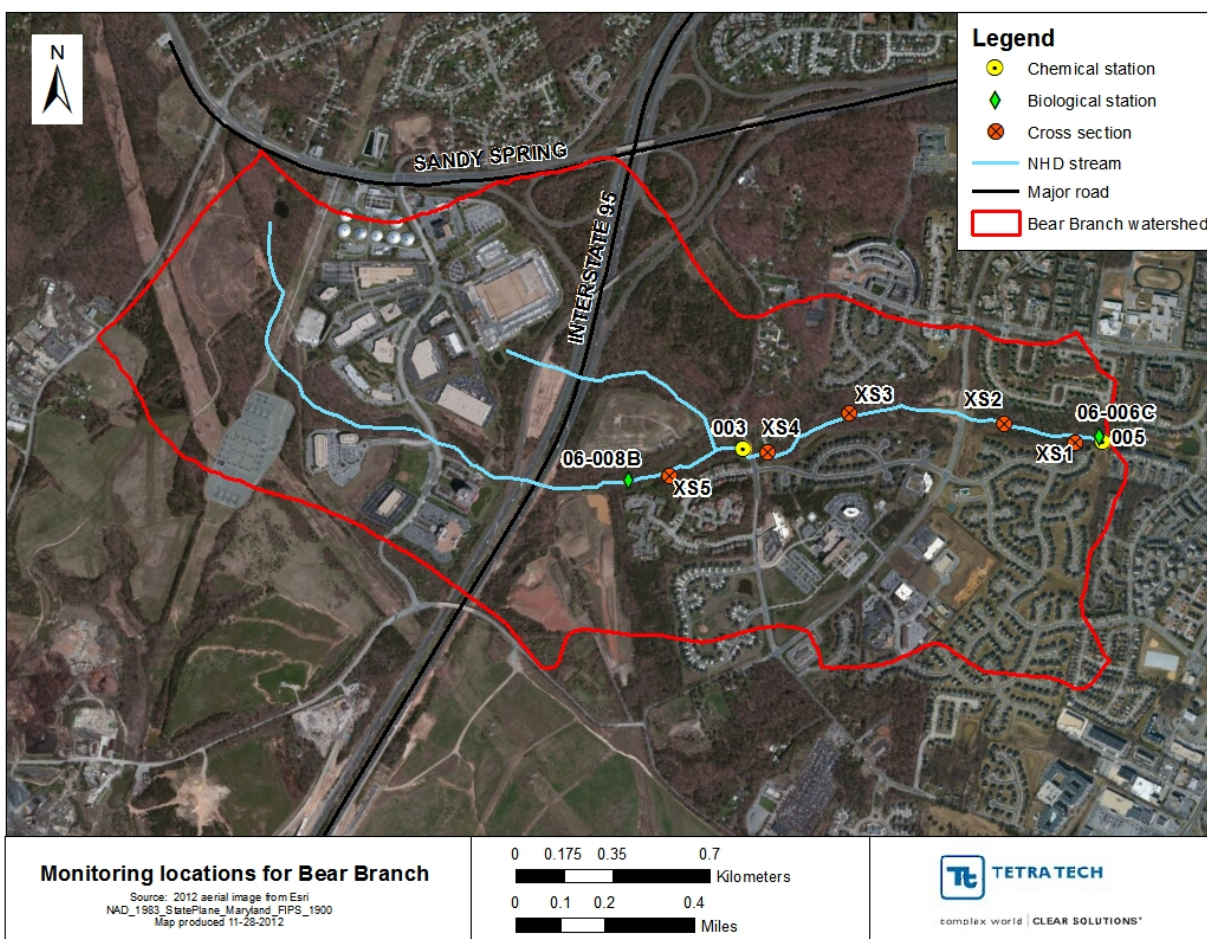 N
SANDY SPRING
INTERSTATE 95
Legend
Chemical station
Biological station
Cross section
NHD stream
Major road
Bear Branch watershed
003
XS4
XS3
XS2
06-006C
005
XS1
06-008B
XS5
Monitoring locations for Bear Branch
Source: 2012 aerial image from Esri
NAD_1983_StatePlane_Maryland_FIPS_1900
Map produced 11-28-2012
0 0.175 0.35 0.7
Kilometers
0 0.1 0.2 0.4
Miles
Tt TETRA TECH
complex world | CLEAR SOLUTIONS™